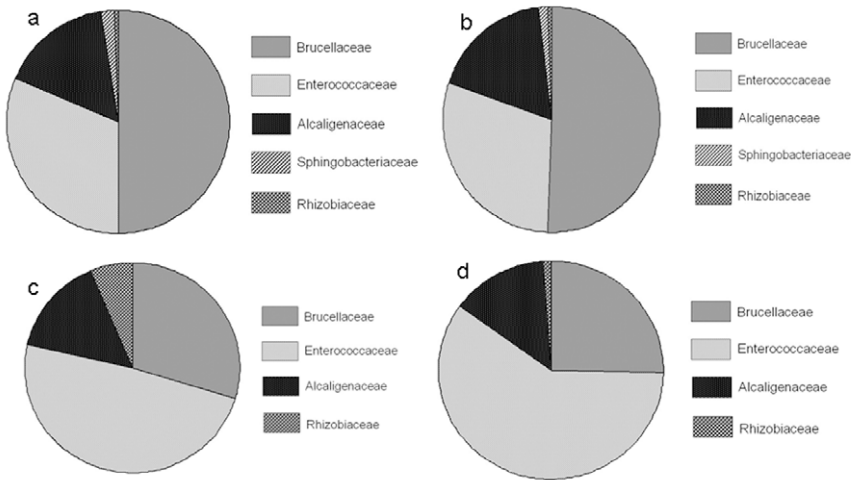 a
Brucellaceae
Enterococcaceae
Alcaligenaceae
Sphingobacteriaceae
Rhizobiaceae
b
Brucellaceae
Enterococcaceae
Alcaligenaceae
Sphingobacteriaceae
Rhizobiaceae
c
Brucellaceae
Enterococcaceae
Alcaligenaceae
Rhizobiaceae
d
Brucellaceae
Enterococcaceae
Alcaligenaceae
Rhizobiaceae